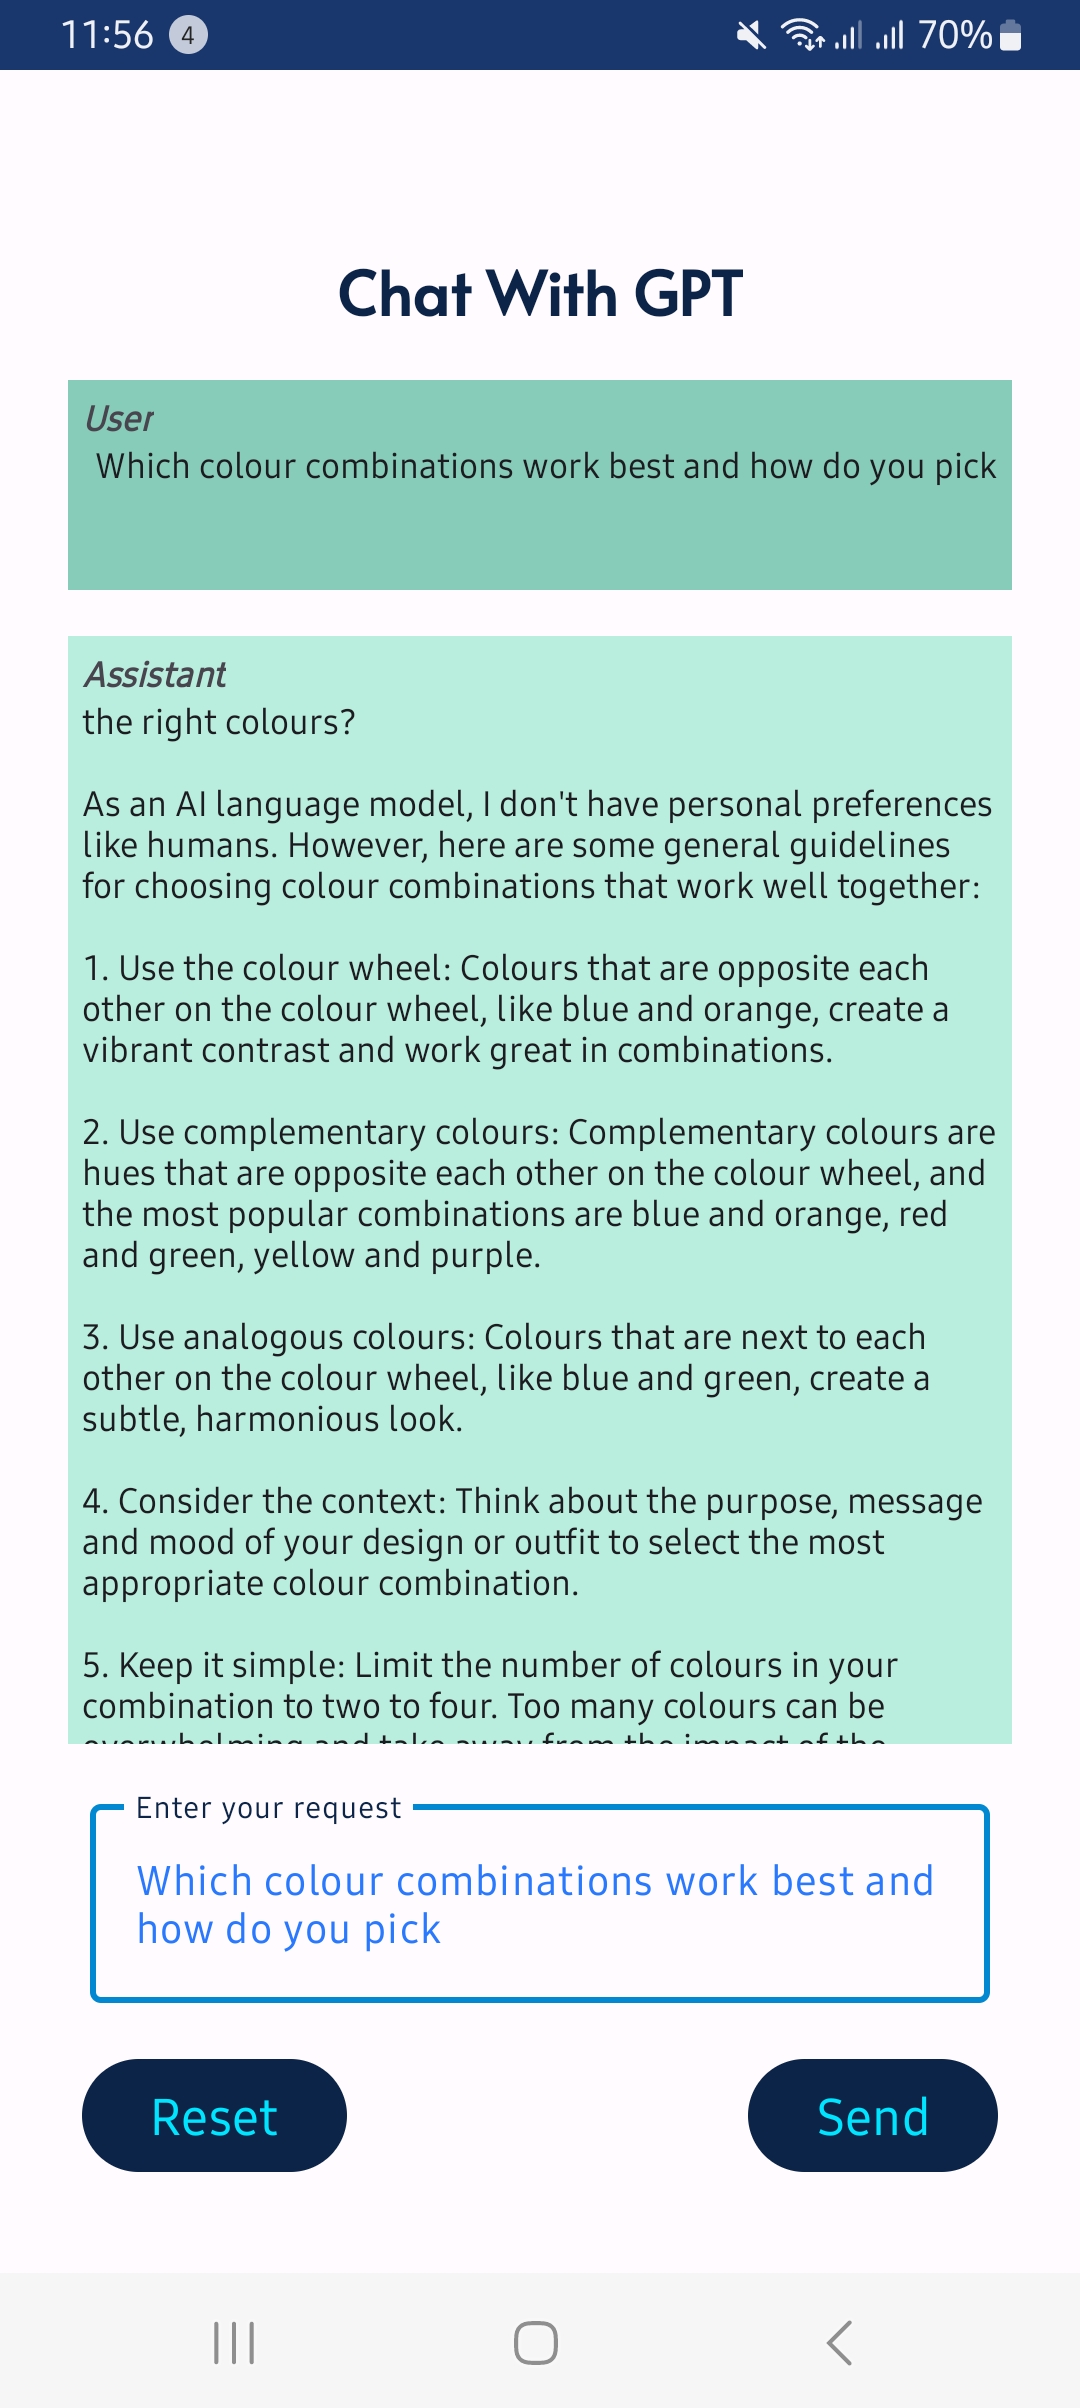 11:56 4 70%
Chat With GPT
User
Which colour combinations work best and how do you pick
Assistant
the right colours?
As an AI language model, I don't have personal preferences
like humans. However, here are some general guidelines
for choosing colour combinations that work well together:
1. Use the colour wheel: Colours that are opposite each
other on the colour wheel, like blue and orange, create a
vibrant contrast and work great in combinations.
2. Use complementary colours: Complementary colours are
hues that are opposite each other on the colour wheel, and
the most popular combinations are blue and orange, red
and green, yellow and purple.
3. Use analogous colours: Colours that are next to each
other on the colour wheel, like blue and green, create a
subtle, harmonious look.
4. Consider the context: Think about the purpose, message
and mood of your design or outfit to select the most
appropriate colour combination.
5. Keep it simple: Limit the number of colours in your
combination to two to four. Too many colours can be
overwhelming and take away from the impact of the
Enter your request
Which colour combinations work best and
how do you pick
Reset Send